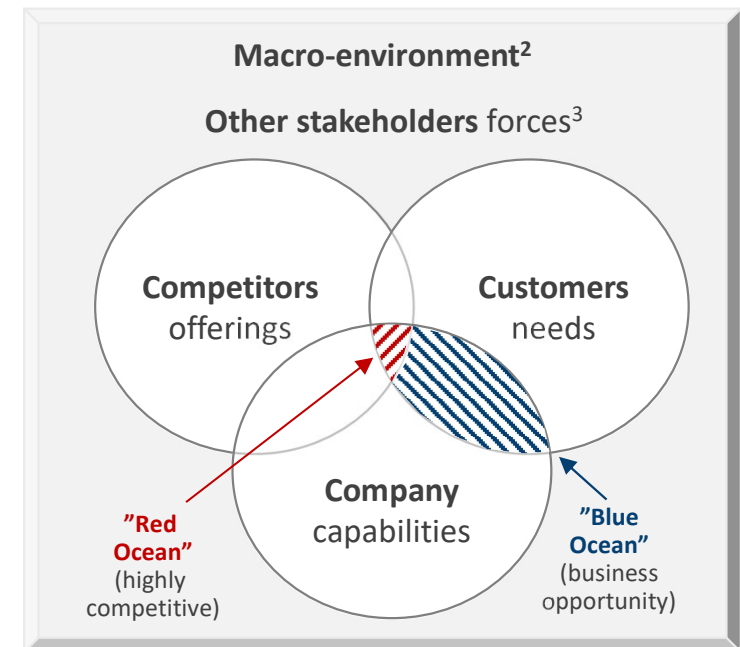 Macro-environment²
Other stakeholders forces³
Competitors
offerings
Customers
needs
Company
capabilities
”Red
Ocean”
(highly
competitive)
”Blue
Ocean”
(business
opportunity)